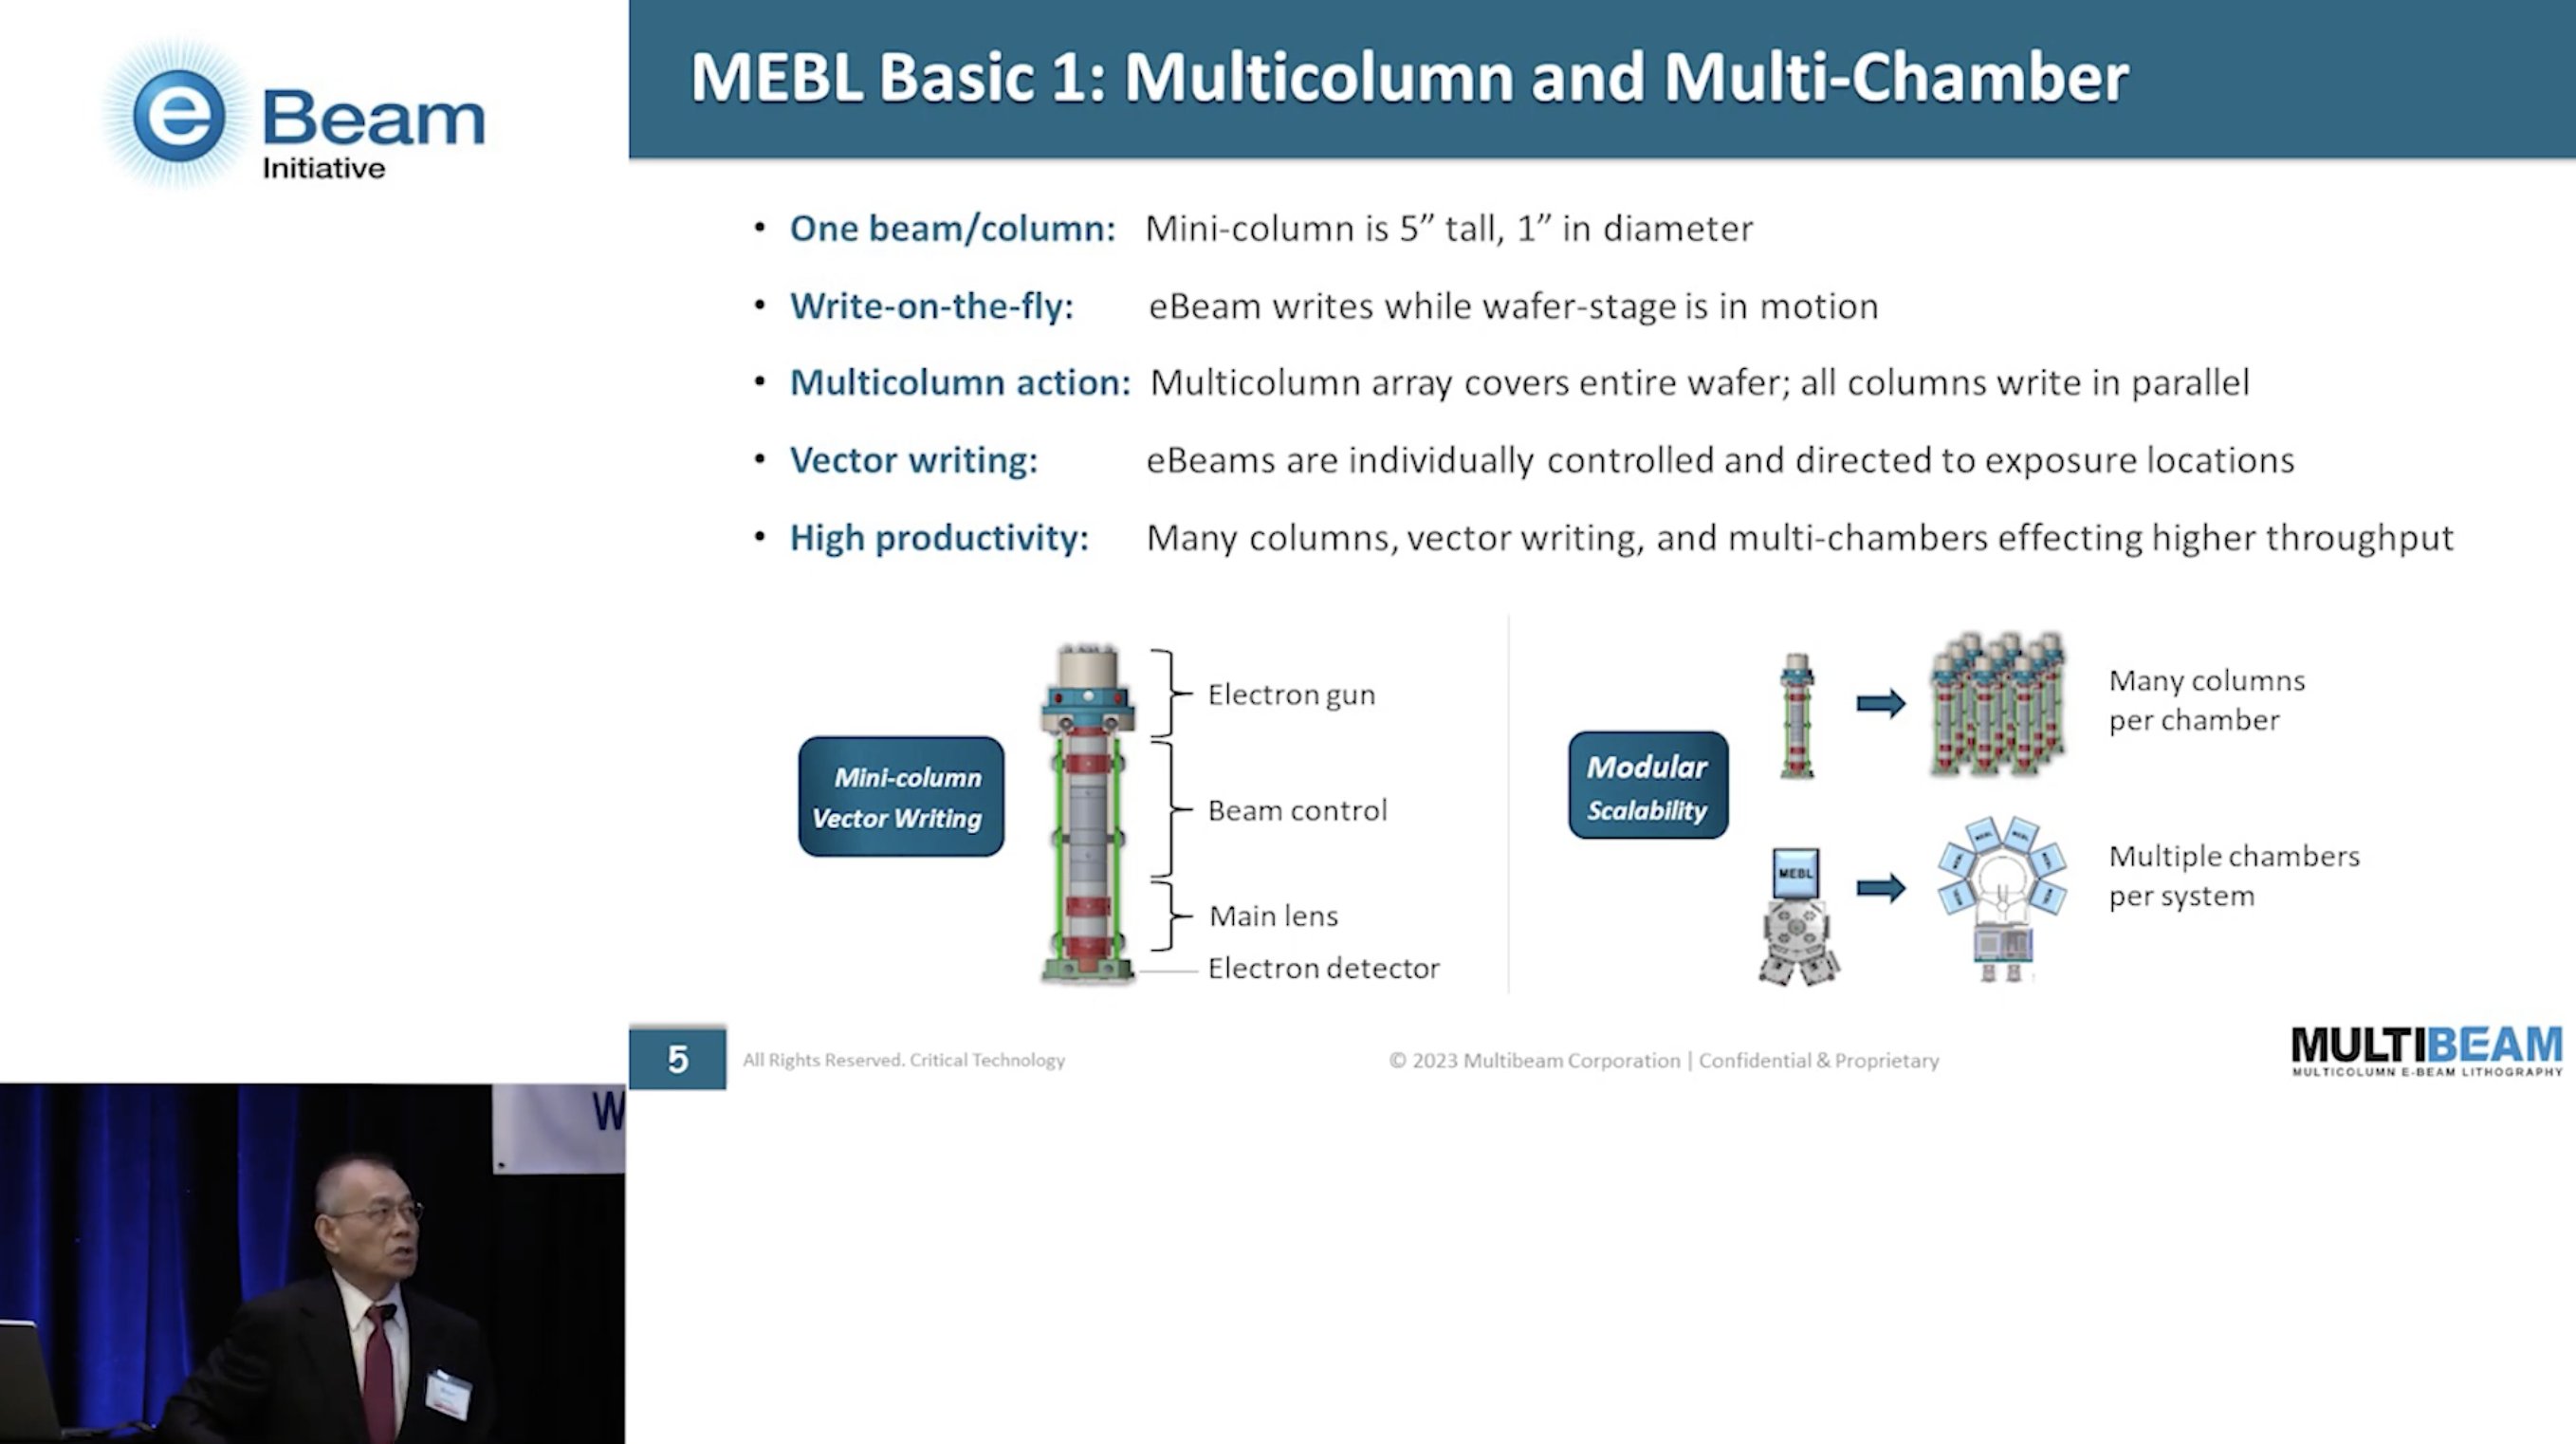 e Beam
Initiative
MEBL Basic 1: Multicolumn and Multi-Chamber
• One beam/column: Mini-column is 5” tall, 1” in diameter
• Write-on-the-fly: eBeam writes while wafer-stage is in motion
• Multicolumn action: Multicolumn array covers entire wafer; all columns write in parallel
• Vector writing: eBeams are individually controlled and directed to exposure locations
• High productivity: Many columns, vector writing, and multi-chambers effecting higher throughput
Mini-column
Vector Writing
Electron gun
Beam control
Main lens
Electron detector
Modular
Scalability
Many columns
per chamber
MEBL
MEBL
MEBL
Multiple chambers
per system
5
All Rights Reserved. Critical Technology
© 2023 Multibeam Corporation | Confidential & Proprietary
MULTIBEAM
MULTICOLUMN E-BEAM LITHOGRAPHY
W